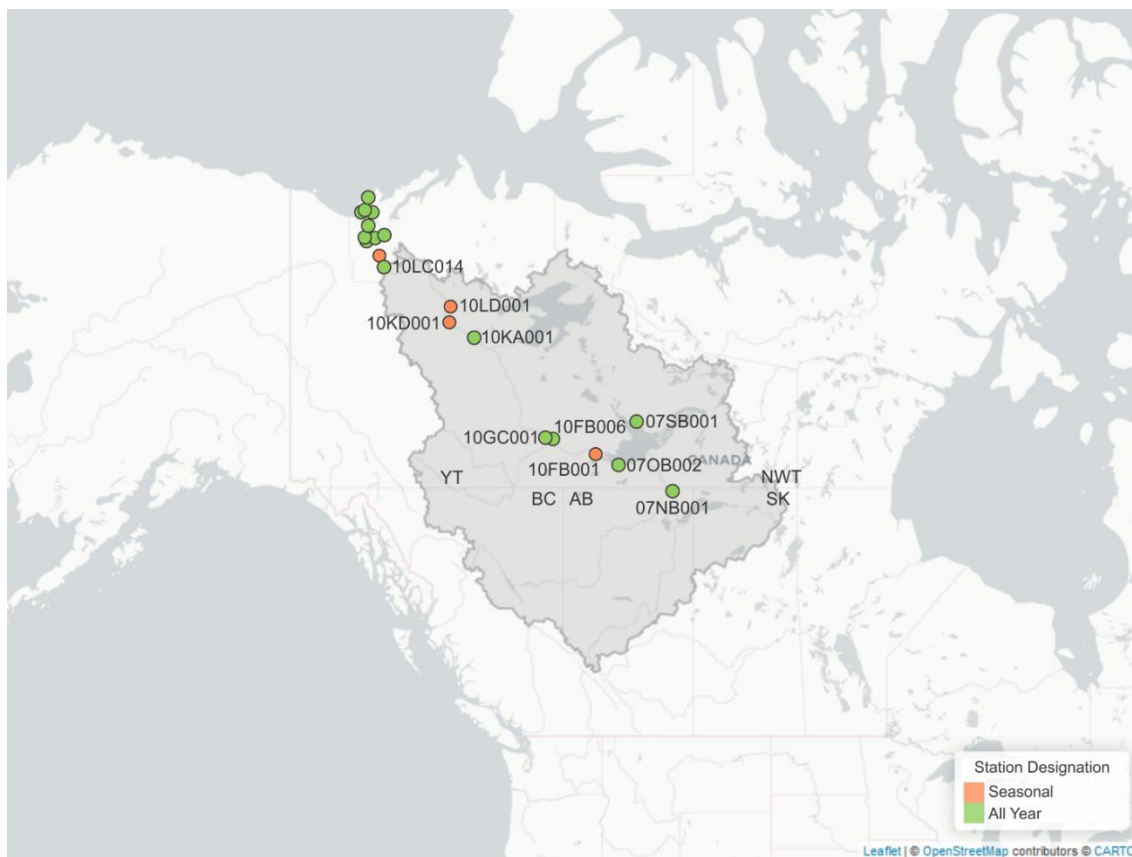 10LC014
10LD001
10KD001
10KA001
07SB001
10FB006
10GC001
CANADA
10FB001
07OB002
YT
NWT
BC
AB
SK
07NB001
Station Designation
Seasonal
All Year
Leaflet | © OpenStreetMap contributors © CARTO